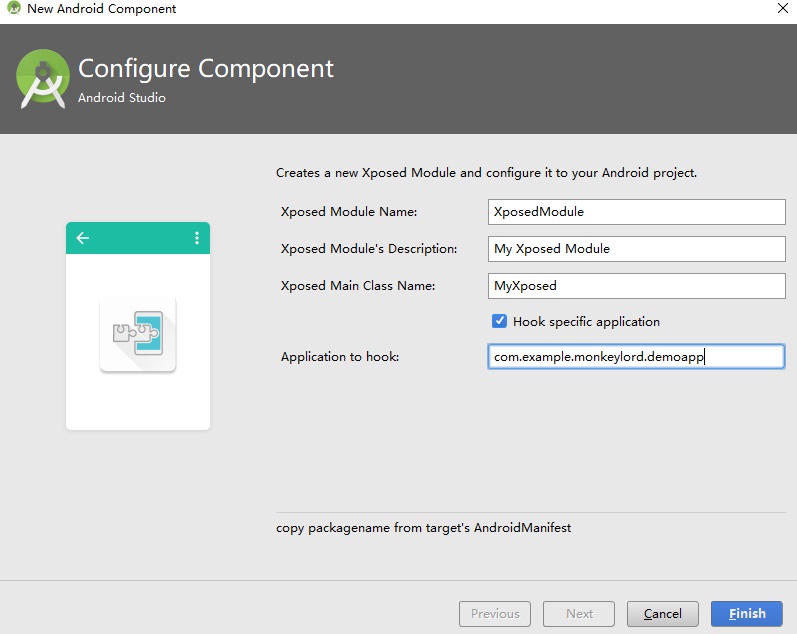 New Android Component
Configure Component
Android Studio
Creates a new Xposed Module and configure it to your Android project.
Xposed Module Name: XposedModule
Xposed Module's Description: My Xposed Module
Xposed Main Class Name: MyXposed
Hook specific application
Application to hook: com.example.monkeylord.demoapp
copy packagename from target's AndroidManifest
Previous Next Cancel Finish